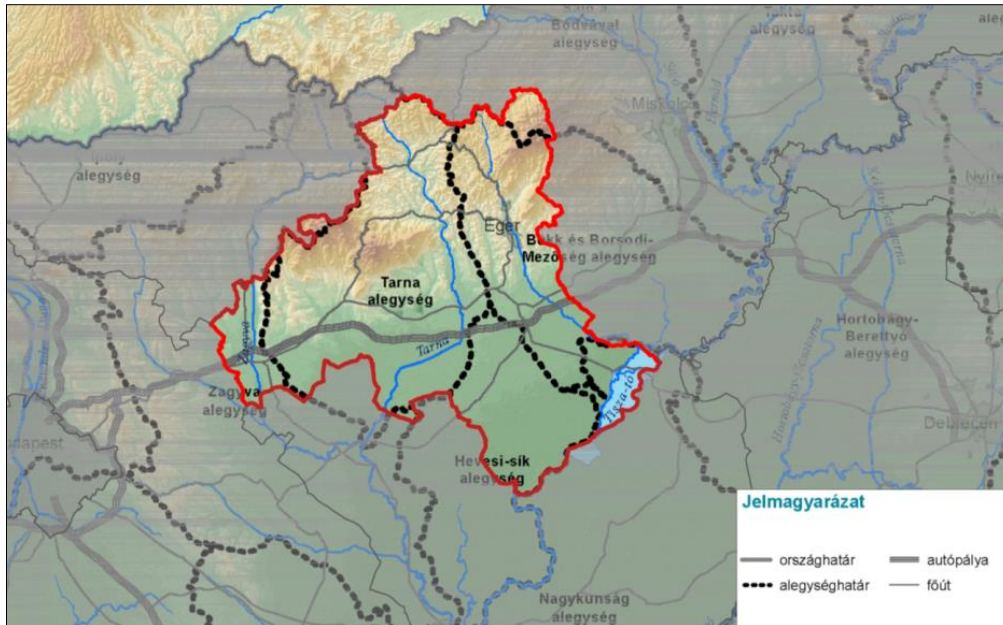 Bódvával
alegység
alegység
Miskolc
alegység
Eger
Bükk és Borsodi-
Mezőség alegység
Tarna
alegység
Hortobágy-
Berettyó
alegység
Tarna
Zagyva
Zagyva
alegység
Tisza-tó
Debrecen
Hevesi-sík
alegység
Jelmagyarázat
országhatár
autópálya
alegységhatár
főút
Nagykunság
alegység